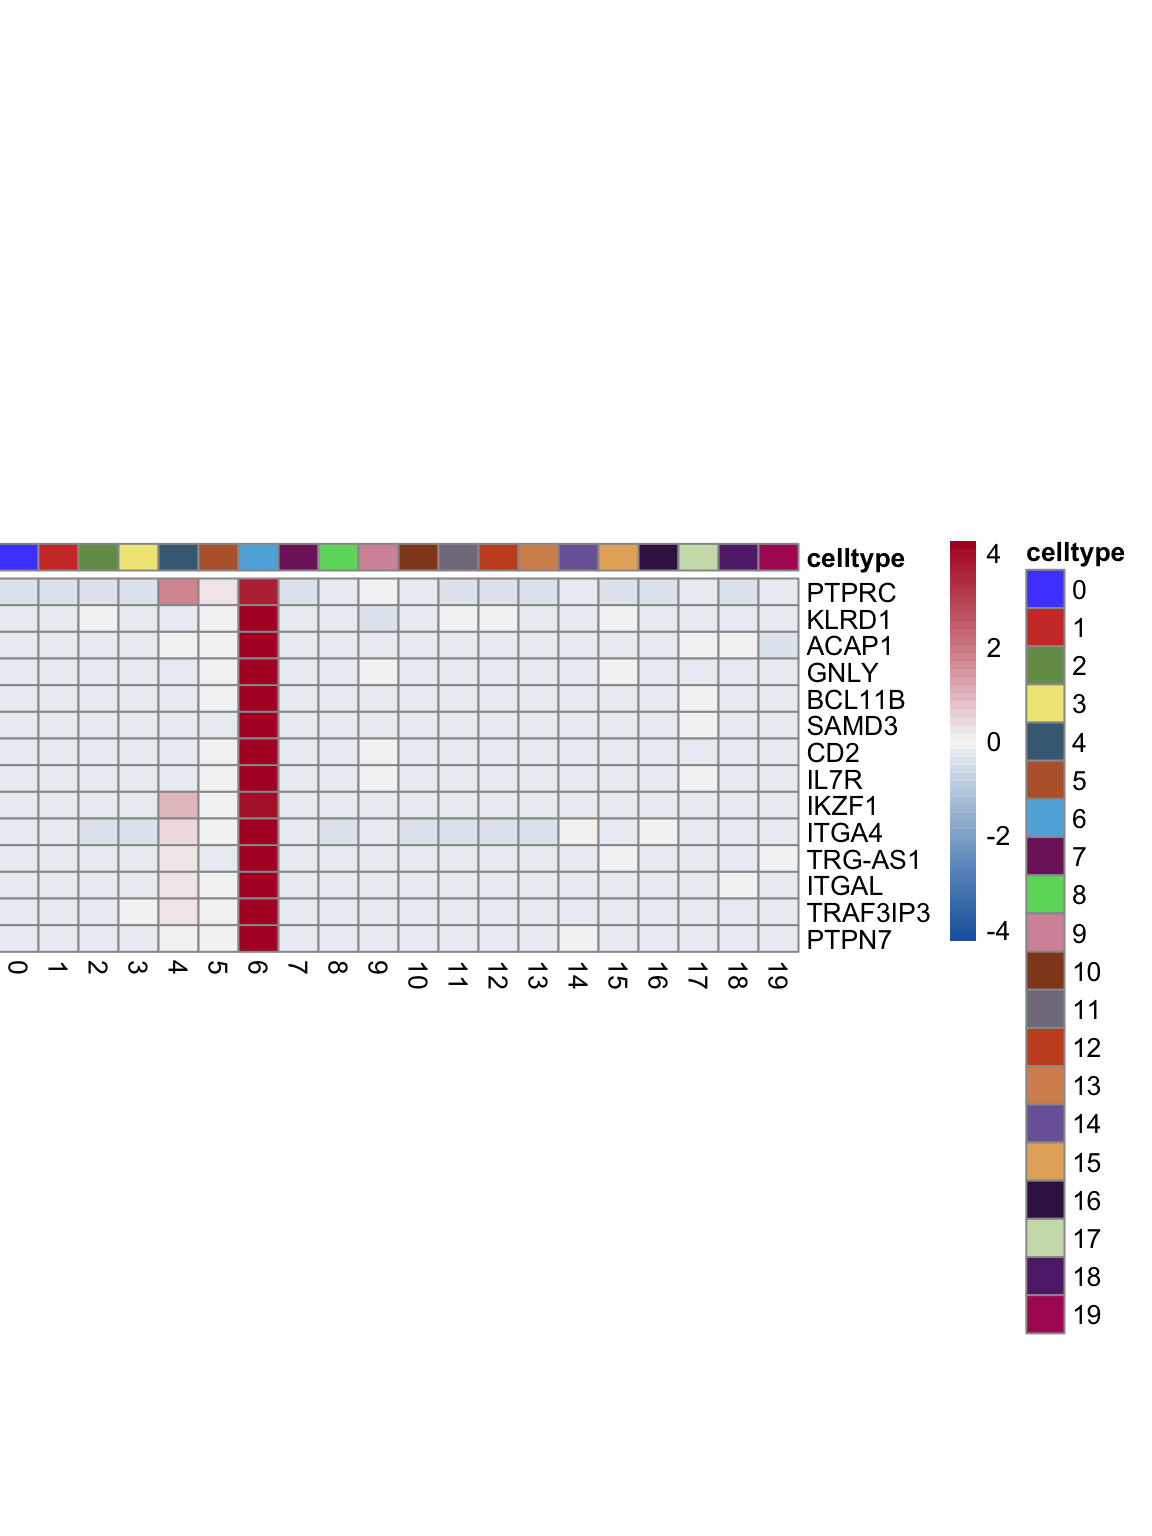 celltype
PTPRC
KLRD1
ACAP1
GNLY
BCL11B
SAMD3
CD2
IL7R
IKZF1
ITGA4
TRG-AS1
ITGAL
TRAF3IP3
PTPN7
0 1 2 3 4 5 6 7 8 9 10 11 12 13 14 15 16 17 18 19
4
2
0
-2
-4
celltype
0
1
2
3
4
5
6
7
8
9
10
11
12
13
14
15
16
17
18
19